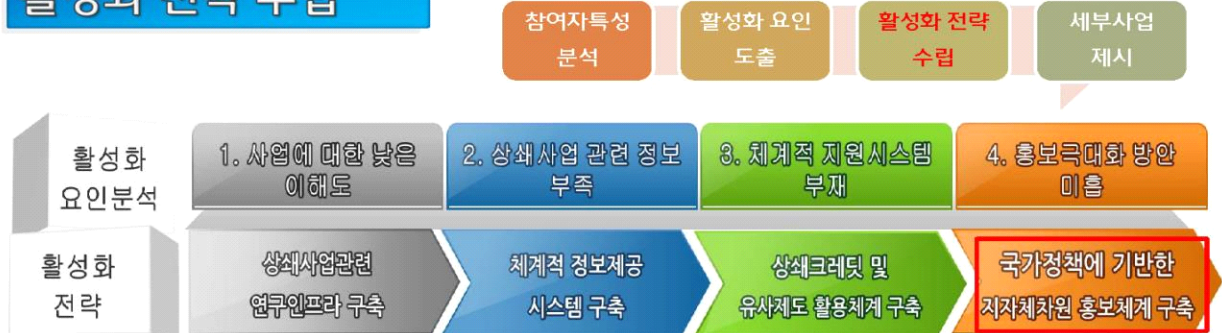 활성화 전략 수립
참여자특성
분석
활성화 요인
도출
활성화 전략
수립
세부사업
제시
활성화
요인분석
1. 사업에 대한 낮은
이해도
2. 상쇄사업 관련 정보
부족
3. 체계적 지원시스템
부재
4. 홍보극대화 방안
미흡
활성화
전략
상쇄사업관련
연구인프라 구축
체계적 정보제공
시스템 구축
상쇄크레딧 및
유사제도 활용체계 구축
국가정책에 기반한
지자체차원 홍보체계 구축